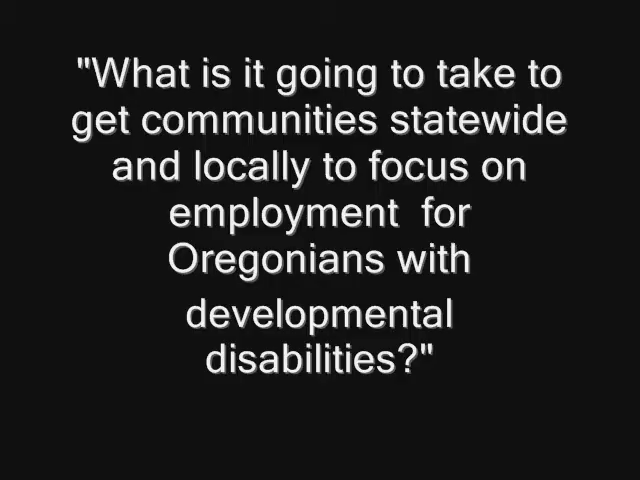 "What is it going to take to
get communities statewide
and locally to focus on
employment  for
Oregonians with
developmental
disabilities?"